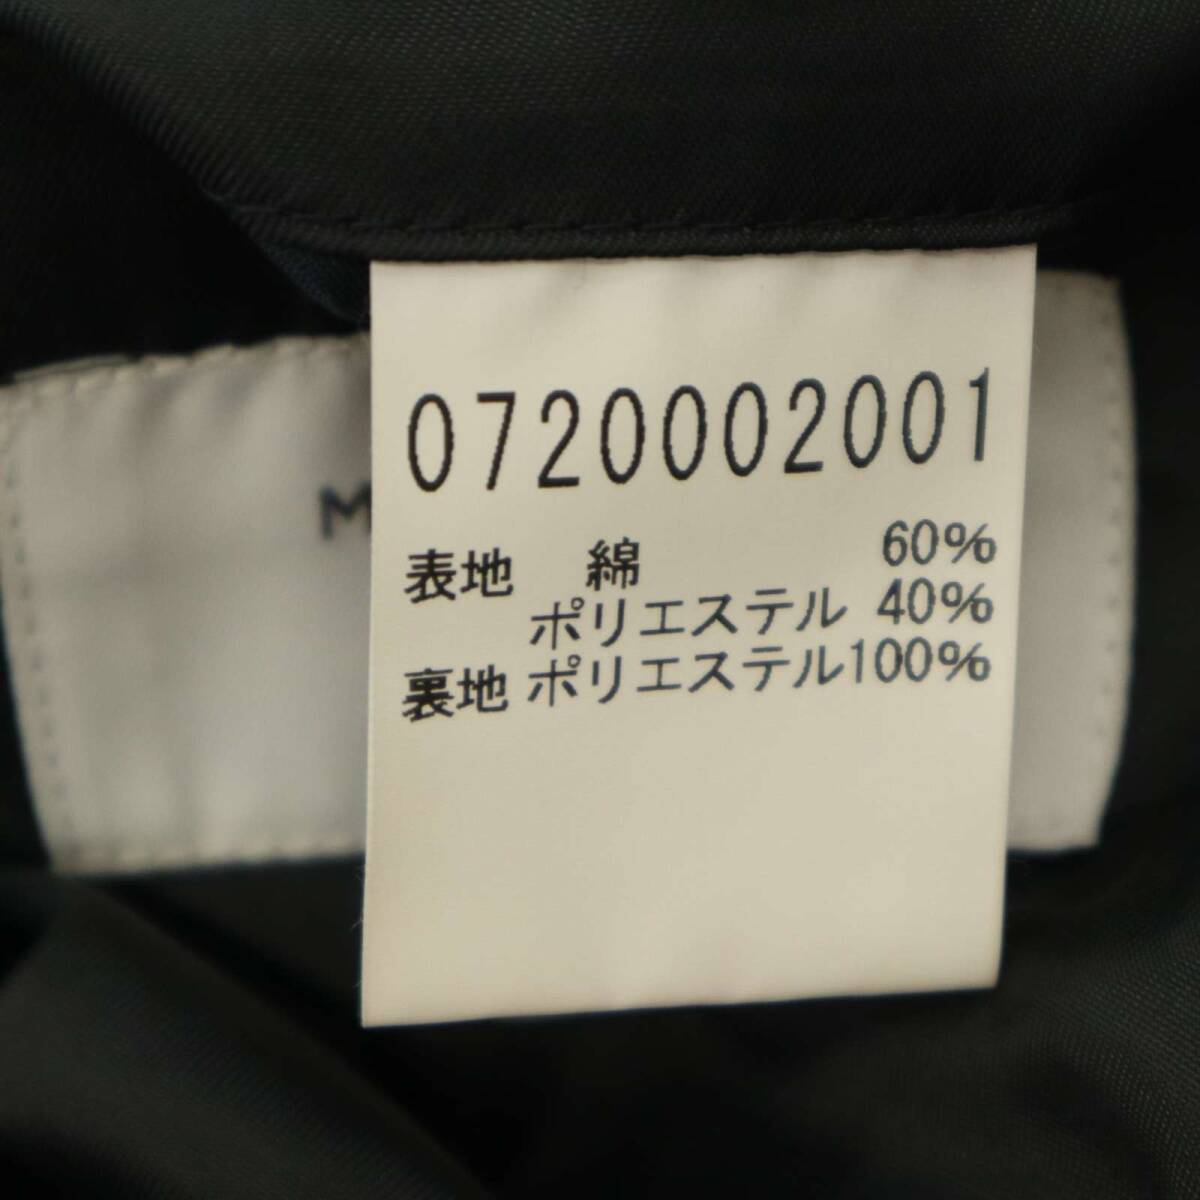 0720002001
表地 綿 60%
ポリエステル 40%
裏地 ポリエステル100%
M